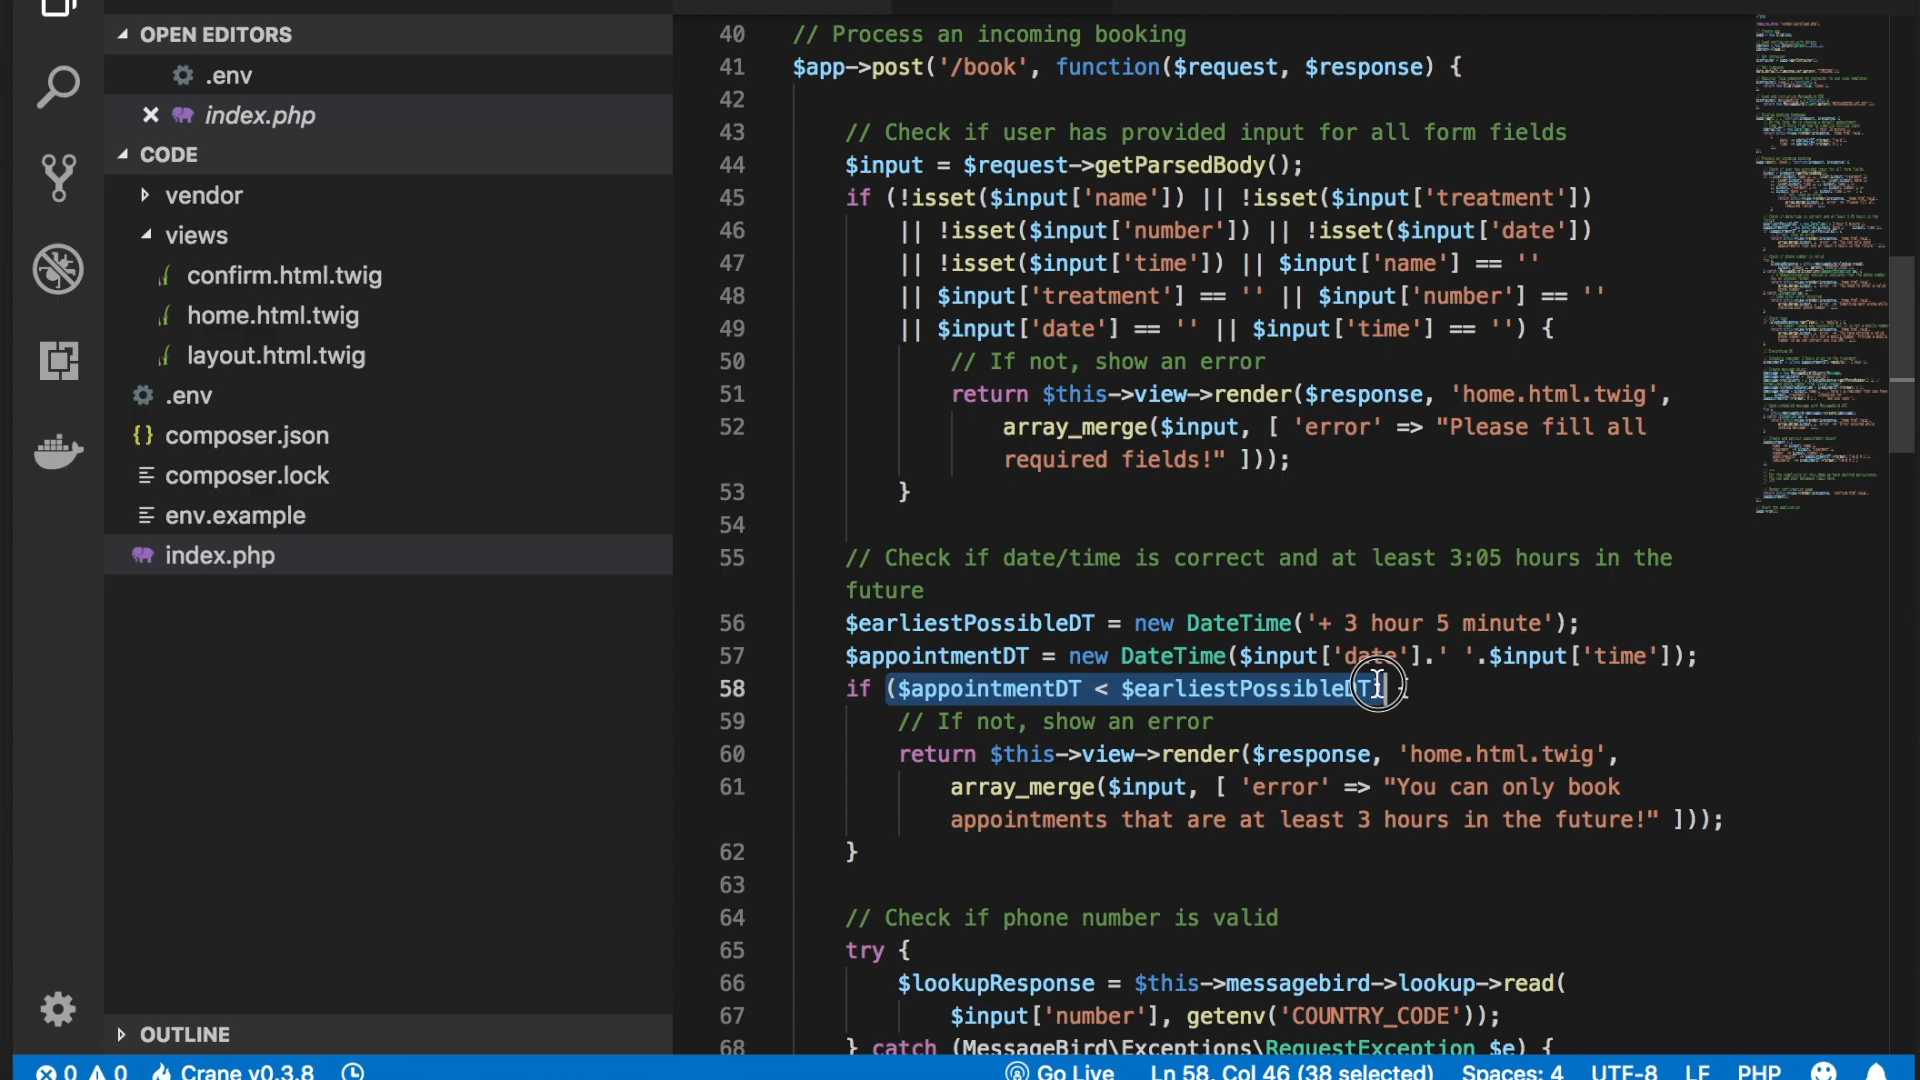 OPEN EDITORS
.env
index.php
CODE
vendor
views
confirm.html.twig
home.html.twig
layout.html.twig
.env
composer.json
composer.lock
env.example
index.php
OUTLINE
40 // Process an incoming booking
41 $app->post('/book', function($request, $response) {
42
43 // Check if user has provided input for all form fields
44 $input = $request->getParsedBody();
45 if (!isset($input['name']) || !isset($input['treatment'])
46 || !isset($input['number']) || !isset($input['date'])
47 || !isset($input['time']) || $input['name'] == ''
48 || $input['treatment'] == '' || $input['number'] == ''
49 || $input['date'] == '' || $input['time'] == '') {
50 // If not, show an error
51 return $this->view->render($response, 'home.html.twig',
52 array_merge($input, [ 'error' => "Please fill all
required fields!" ]));
53 }
54
55 // Check if date/time is correct and at least 3:05 hours in the
future
56 $earliestPossibleDT = new DateTime('+ 3 hour 5 minute');
57 $appointmentDT = new DateTime($input['date'].' '.$input['time']);
58 if ($appointmentDT < $earliestPossibleDT) {
59 // If not, show an error
60 return $this->view->render($response, 'home.html.twig',
61 array_merge($input, [ 'error' => "You can only book
appointments that are at least 3 hours in the future!" ]));
62 }
63
64 // Check if phone number is valid
65 try {
66 $lookupResponse = $this->messagebird->lookup->read(
67 $input['number'], getenv('COUNTRY_CODE'));
68 } catch (MessageBird\Exceptions\RequestException $e) {
0 0 Crane v0.3.8 Go Live Ln 58, Col 46 (38 selected) Spaces: 4 UTF-8 LF PHP